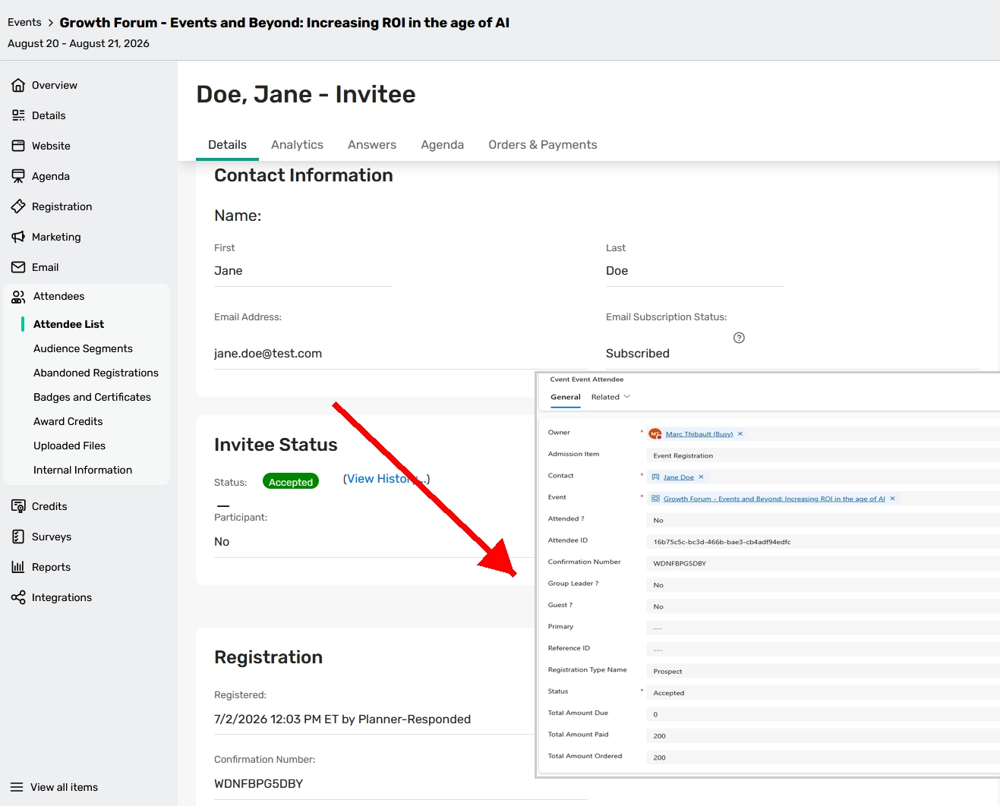 Events > Growth Forum - Events and Beyond: Increasing ROI in the age of AI
August 20 - August 21, 2026
Overview
Details
Website
Agenda
Registration
Marketing
Email
Attendees
Attendee List
Audience Segments
Abandoned Registrations
Badges and Certificates
Award Credits
Uploaded Files
Internal Information
Credits
Surveys
Reports
Integrations
View all items
Doe, Jane - Invitee
Details Analytics Answers Agenda Orders & Payments
Contact Information
Name:
First Last
Jane Doe
Email Address: Email Subscription Status:
jane.doe@test.com Subscribed
Invitee Status
Status: Accepted (View History...)
—
Participant:
No
Registration
Registered:
7/2/2026 12:03 PM ET by Planner-Responded
Confirmation Number:
WDNFBPG5DBY
Cvent Event Attendee
General Related
Owner * MT Marc Thibault (Busy) ×
Admission Item Event Registration
Contact * Jane Doe ×
Event * Growth Forum - Events and Beyond: Increasing ROI in the age of AI ×
Attended ? No
Attendee ID 16b75c5c-bc3d-466b-bae3-cb4adf94edfc
Confirmation Number WDNFBPG5DBY
Group Leader ? No
Guest ? No
Primary ---
Reference ID ---
Registration Type Name Prospect
Status * Accepted
Total Amount Due 0
Total Amount Paid 200
Total Amount Ordered 200